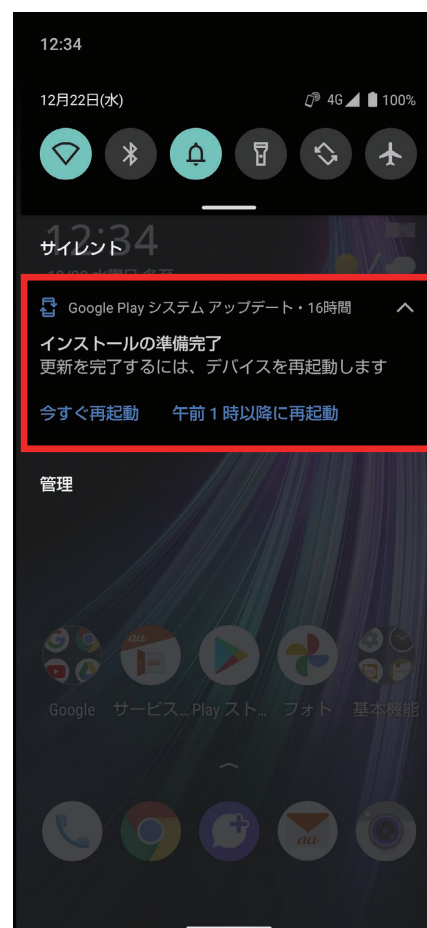 12:34
12月22日(水)
4G 100%
12:34
サイレント
Google Play システム アップデート・16時間
インストールの準備完了
更新を完了するには、デバイスを再起動します
今すぐ再起動 午前 1 時以降に再起動
管理
au
au
Google サービス... Play スト... フォト 基本機能
au